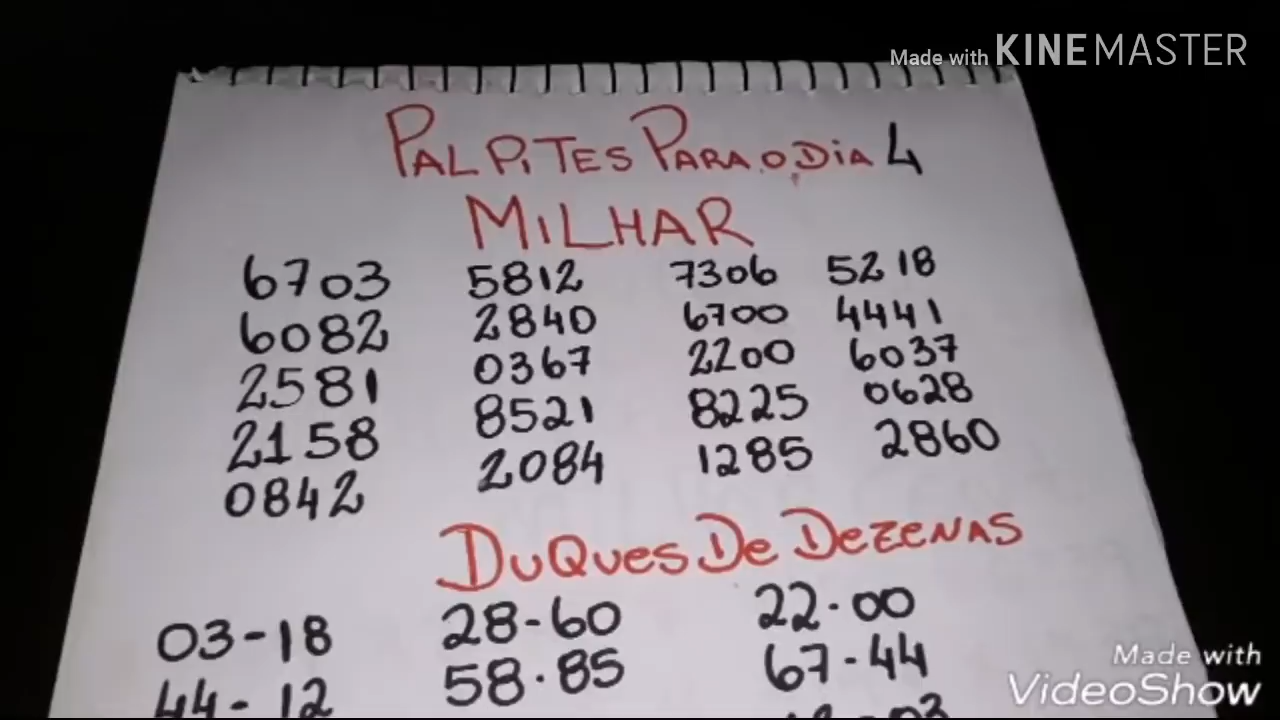 Made with KINEMASTER
PALPITES PARA O DIA 4
MILHAR
6703 5812 7306 5218
6082 2840 6700 4441
2581 0367 2200 6037
2158 8521 8225 0628
0842 2084 1285 2860
DUQUES DE DEZENAS
03-18 28-60 22.00
44-12 58.85 67-44
Made with
VideoShow